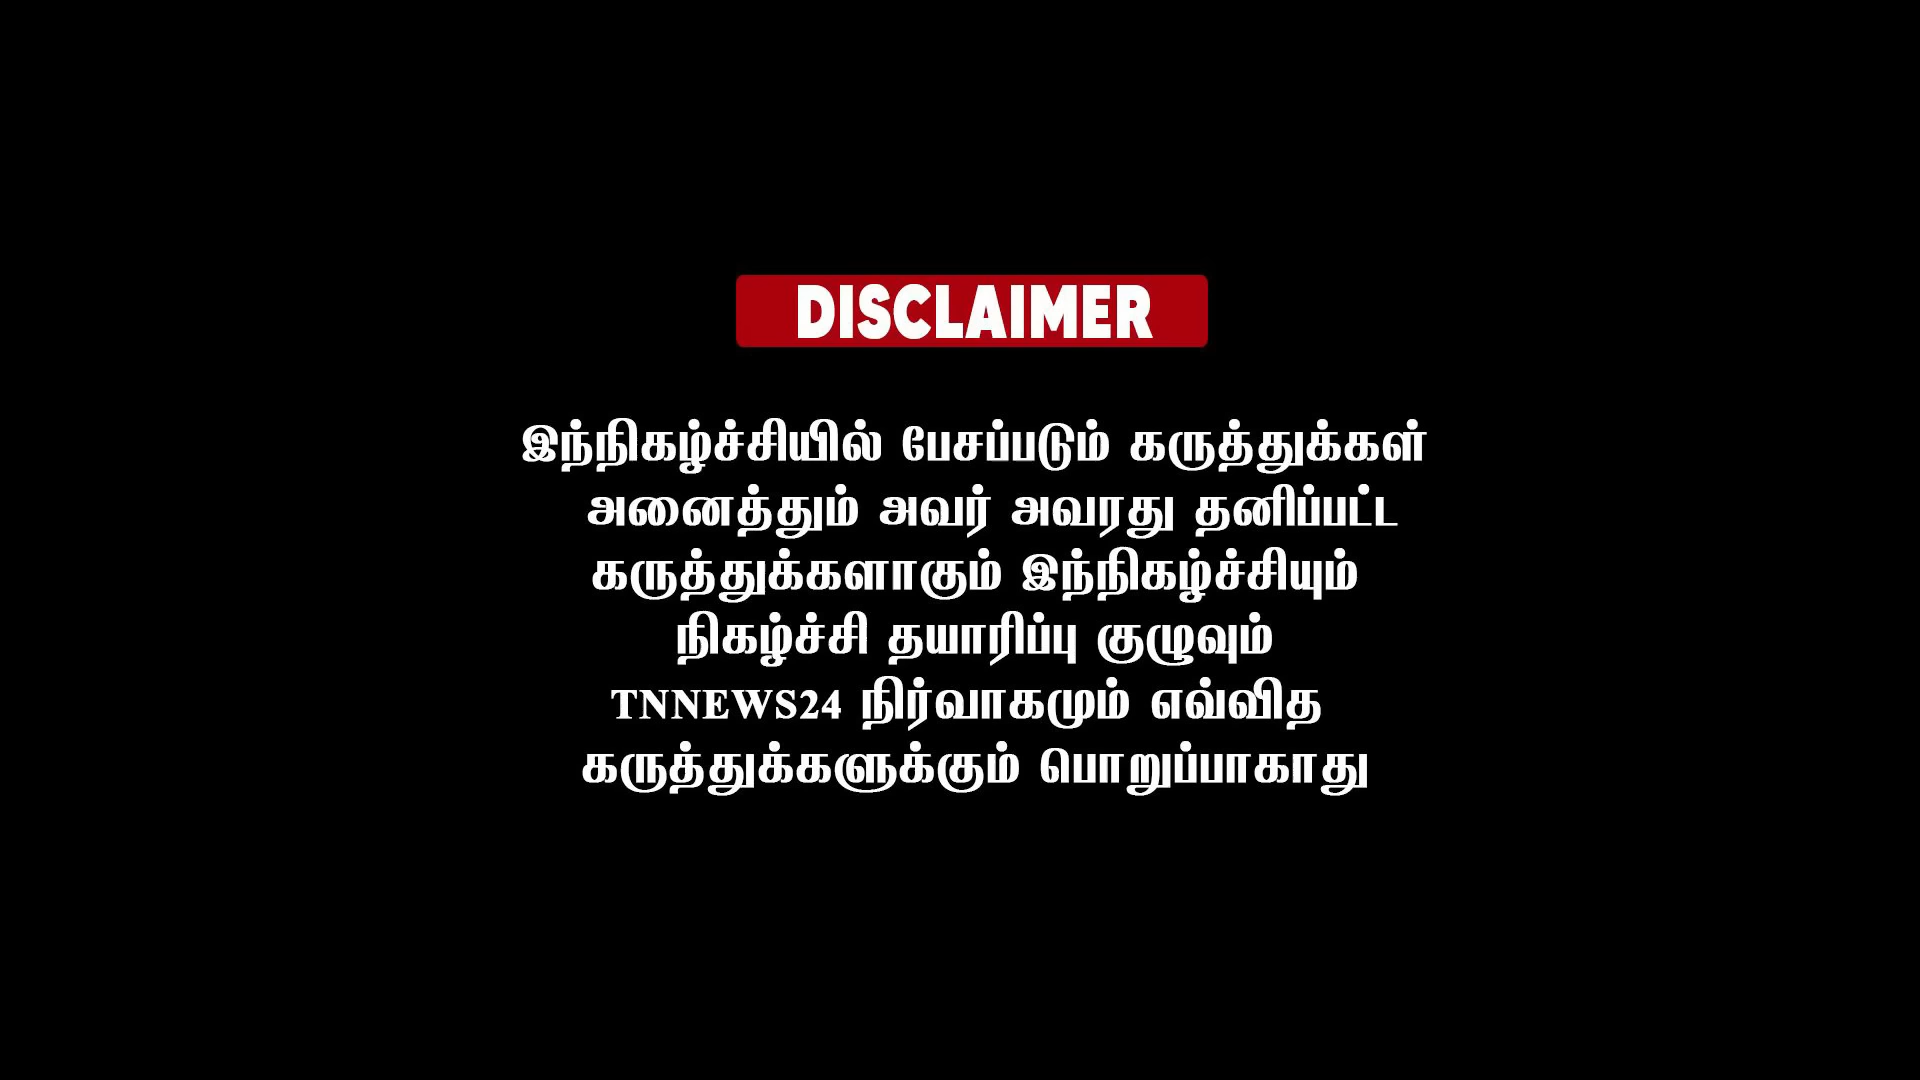 DISCLAIMER
இந்நிகழ்ச்சியில் பேசப்படும் கருத்துக்கள்
அனைத்தும் அவர் அவரது தனிப்பட்ட
கருத்துக்களாகும் இந்நிகழ்ச்சியும்
நிகழ்ச்சி தயாரிப்பு குழுவும்
TNNEWS24 நிர்வாகமும் எவ்வித
கருத்துக்களுக்கும் பொறுப்பாகாது